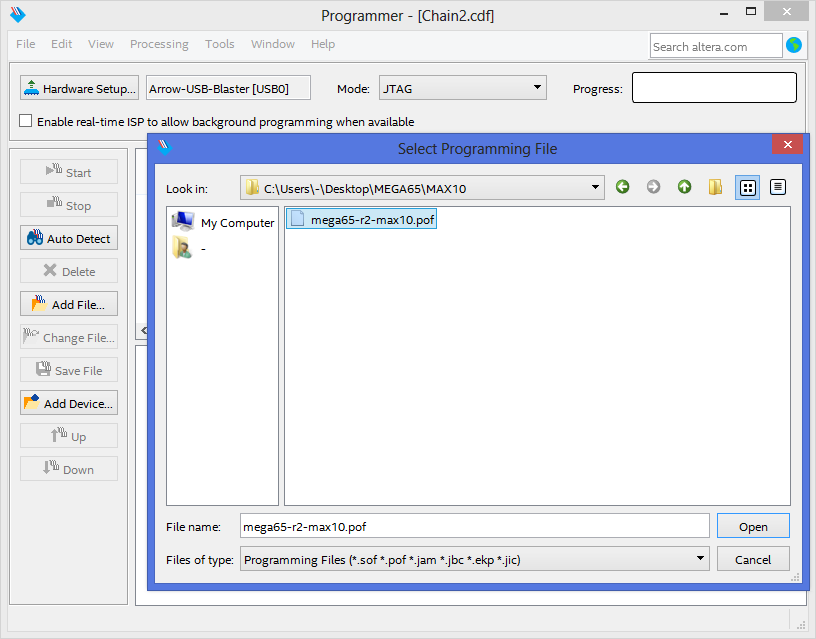 Programmer - [Chain2.cdf]
File Edit View Processing Tools Window Help
Search altera.com
Hardware Setup... Arrow-USB-Blaster [USB0] Mode: JTAG Progress:
Enable real-time ISP to allow background programming when available
Start
Stop
Auto Detect
Delete
Add File...
Change File...
Save File
Add Device...
Up
Down
Select Programming File
Look in: C:\Users\-\Desktop\MEGA65\MAX10
My Computer
-
mega65-r2-max10.pof
File name: mega65-r2-max10.pof Open
Files of type: Programming Files (*.sof *.pof *.jam *.jbc *.ekp *.jic) Cancel